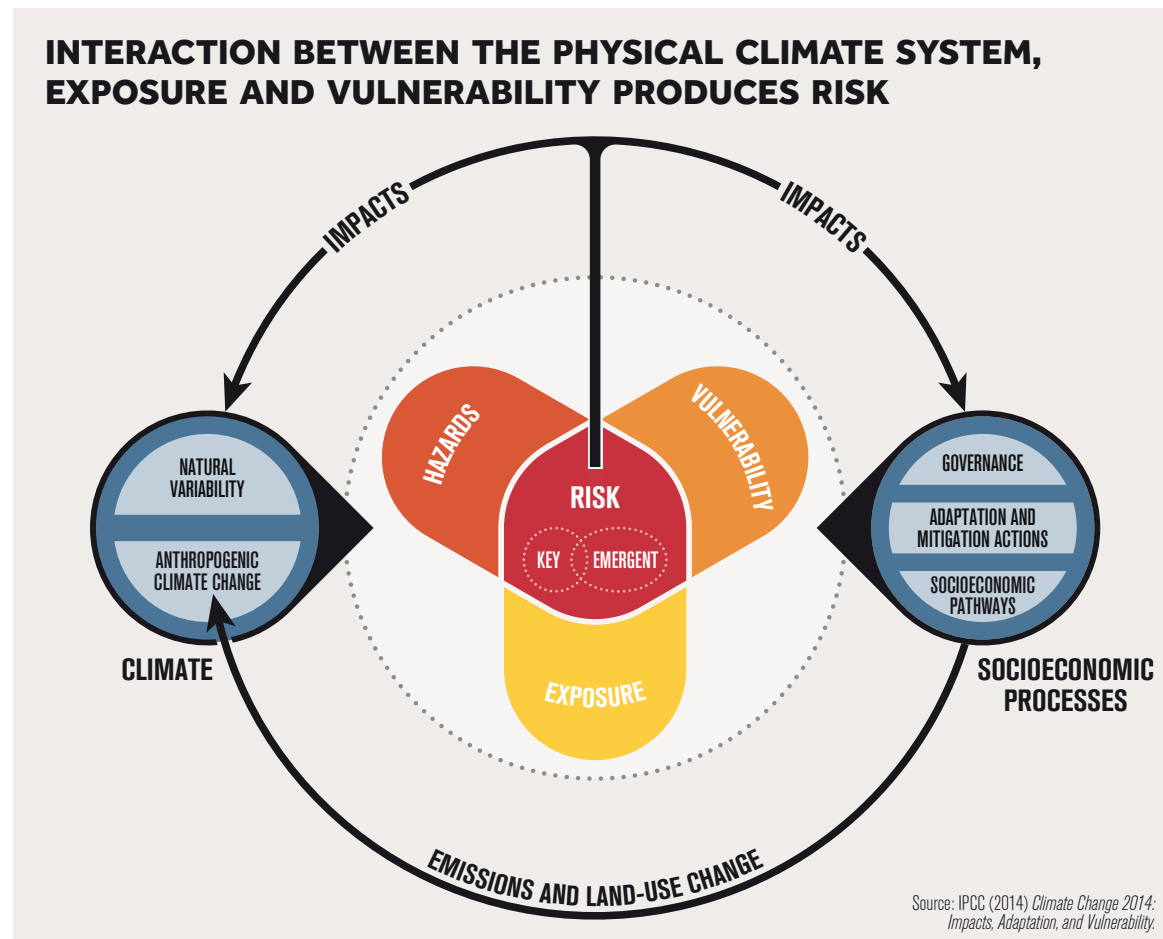 INTERACTION BETWEEN THE PHYSICAL CLIMATE SYSTEM,
EXPOSURE AND VULNERABILITY PRODUCES RISK
IMPACTS
IMPACTS
HAZARDS
VULNERABILITY
RISK
KEY
EMERGENT
EXPOSURE
NATURAL
VARIABILITY
ANTHROPOGENIC
CLIMATE CHANGE
CLIMATE
GOVERNANCE
ADAPTATION AND
MITIGATION ACTIONS
SOCIOECONOMIC
PATHWAYS
SOCIOECONOMIC
PROCESSES
EMISSIONS AND LAND-USE CHANGE
Source: IPCC (2014) Climate Change 2014:
Impacts, Adaptation, and Vulnerability.